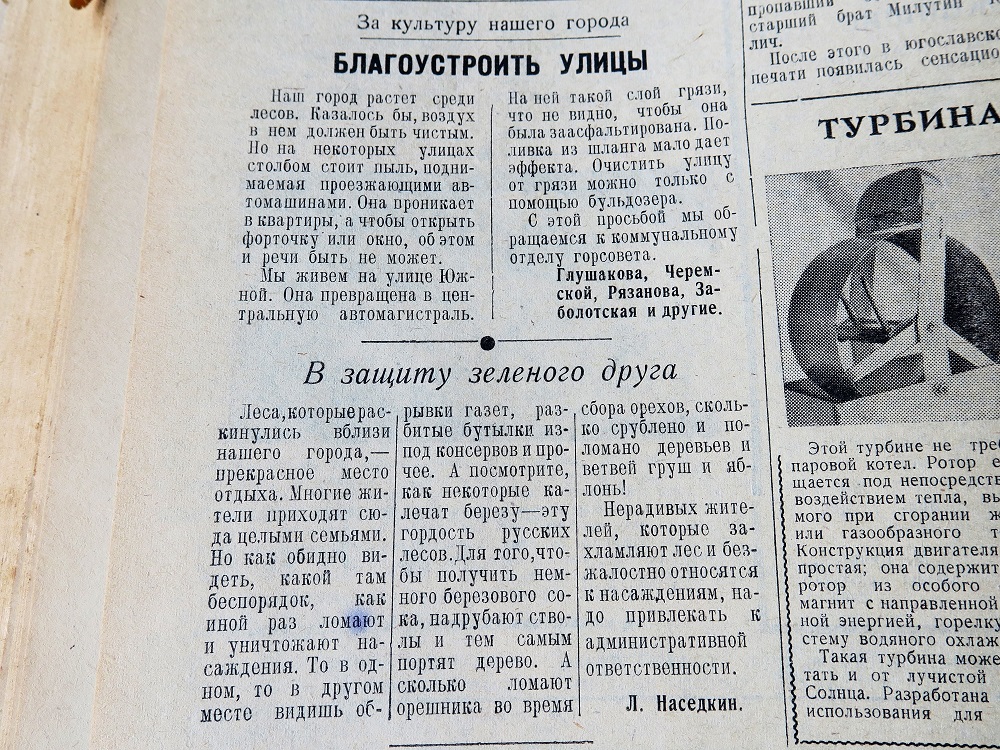 За культуру нашего города
БЛАГОУСТРОИТЬ УЛИЦЫ
Наш город растет среди
лесов. Казалось бы, воздух
в нем должен быть чистым.
Но на некоторых улицах
столбом стоит пыль, подни-
маемая проезжающими ав-
томашинами. Она проникает
в квартиры, а чтобы открыть
форточку или окно, об этом
и речи быть не может.
Мы живем на улице Юж-
ной. Она превращена в цен-
тральную автомагистраль.
На ней такой слой грязи,
что не видно, чтобы она
была заасфальтирована. По-
ливка из шланга мало дает
эффекта. Очистить улицу
от грязи можно только с
помощью бульдозера.
С этой просьбой мы об-
ращаемся к коммунальному
отделу горсовета.
Глушакова, Черем-
ской, Рязанова, За-
болотская и другие.
В защиту зеленого друга
Леса, которые рас-
кинулись вблизи
нашего города,—
прекрасное место
отдыха. Многие жи-
тели приходят сю-
да целыми семьями.
Но как обидно ви-
деть, какой там
беспорядок, как
иной раз ломают
и уничтожают на-
саждения. То в од-
ном, то в другом
месте видишь об-
рывки газет, раз-
битые бутылки из-
под консервов и про-
чее. А посмотрите,
как некоторые ка-
лечат березу—эту
гордость русских
лесов. Для того, что-
бы получить нем-
ного березового со-
ка, надрубают ство-
лы и тем самым
портят дерево. А
сколько ломают
орешника во время
сбора орехов, сколь-
ко срублено и по-
ломано деревьев и
ветвей груш и яб-
лонь!
Нерадивых жите-
лей, которые за-
хламляют лес и без-
жалостно относятся
к насаждениям, на-
до привлекать к
административной
ответственности.
Л. Наседкин.
пропавший
старший брат Милутин
лич.
После этого в югославско
печати появилась сенсацио
ТУРБИНА
Этой турбине не треб
паровой котел. Ротор
щается под непосредств
воздействием тепла, вы
мого при сгорании ж
или газообразного т
Конструкция двигателя
простая; она содержит
ротор из особого
магнит с направленной
ной энергией, горелку
стему водяного охлаж
Такая турбина може
тать и от лучистой
Солнца. Разработана
использования для